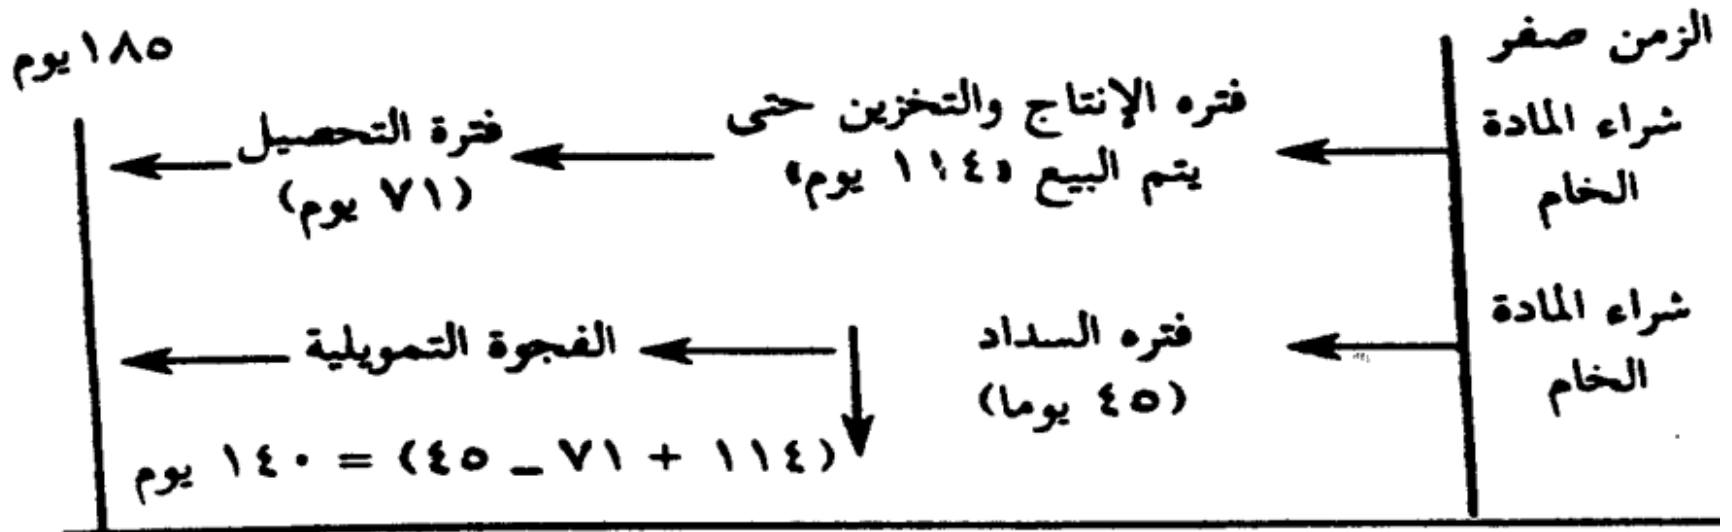 الزمن صفر
١٨٥ يوم
شراء المادة
الخام
فتره الإنتاج والتخزين حتى
يتم البيع (١١٤ يوم)
فترة التحصيل
(٧١ يوم)
شراء المادة
الخام
فتره السداد
(٤٥ يوما)
الفجوة التمويلية
(١١٤ + ٧١ _ ٤٥) = ١٤٠ يوم